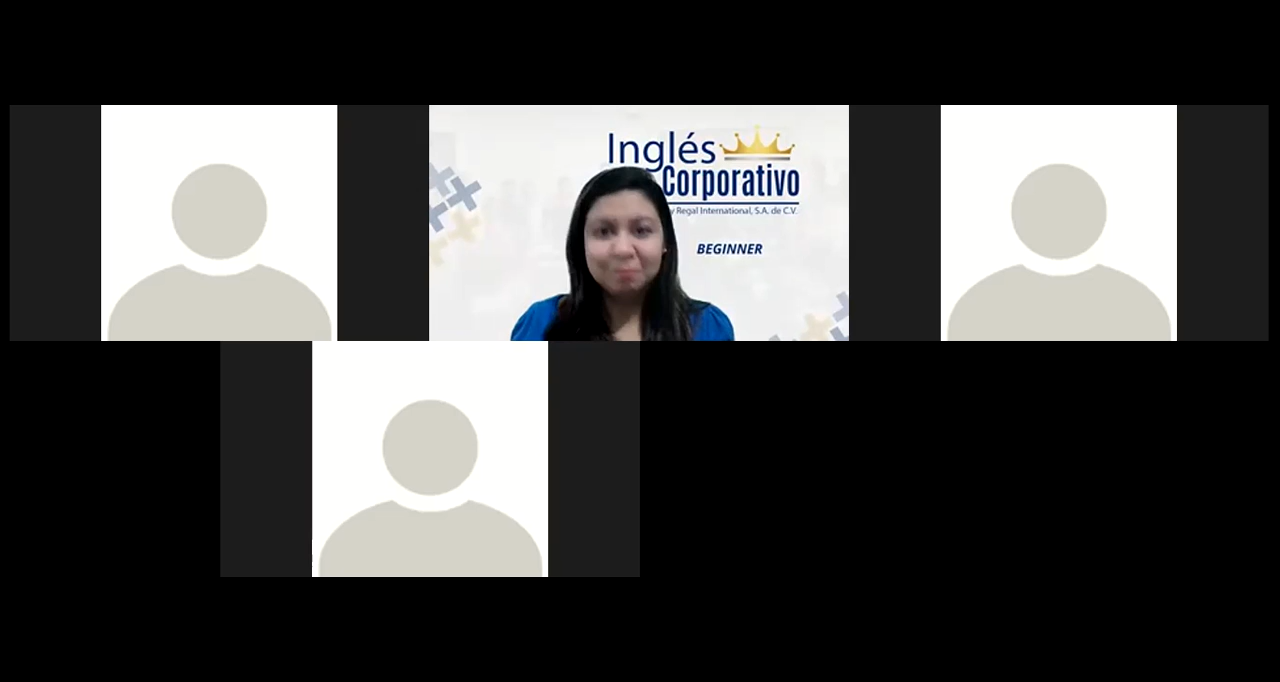 Inglés
Corporativo
y Regal International, S.A. de C.V.
BEGINNER